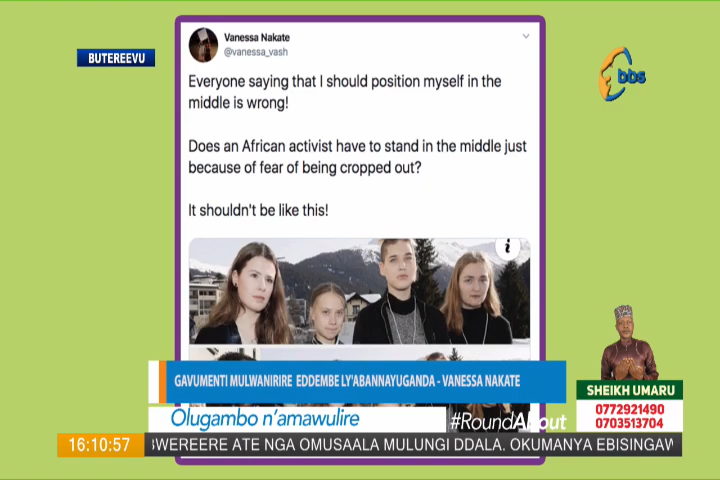 BUTEREEVU
Vanessa Nakate
@vanessa_vash
Everyone saying that I should position myself in the
middle is wrong!
Does an African activist have to stand in the middle just
because of fear of being cropped out?
It shouldn't be like this!
i
bbs
GAVUMENTI MULWANIRIRE EDDEMBE LY'ABANNAYUGANDA - VANESSA NAKATE
Olugambo n'amawulire
#RoundAbout
SHEIKH UMARU
0772921490
0703513704
16:10:57
WEREERE ATE NGA OMUSAALA MULUNGI DDALA. OKUMANYA EBISINGAW